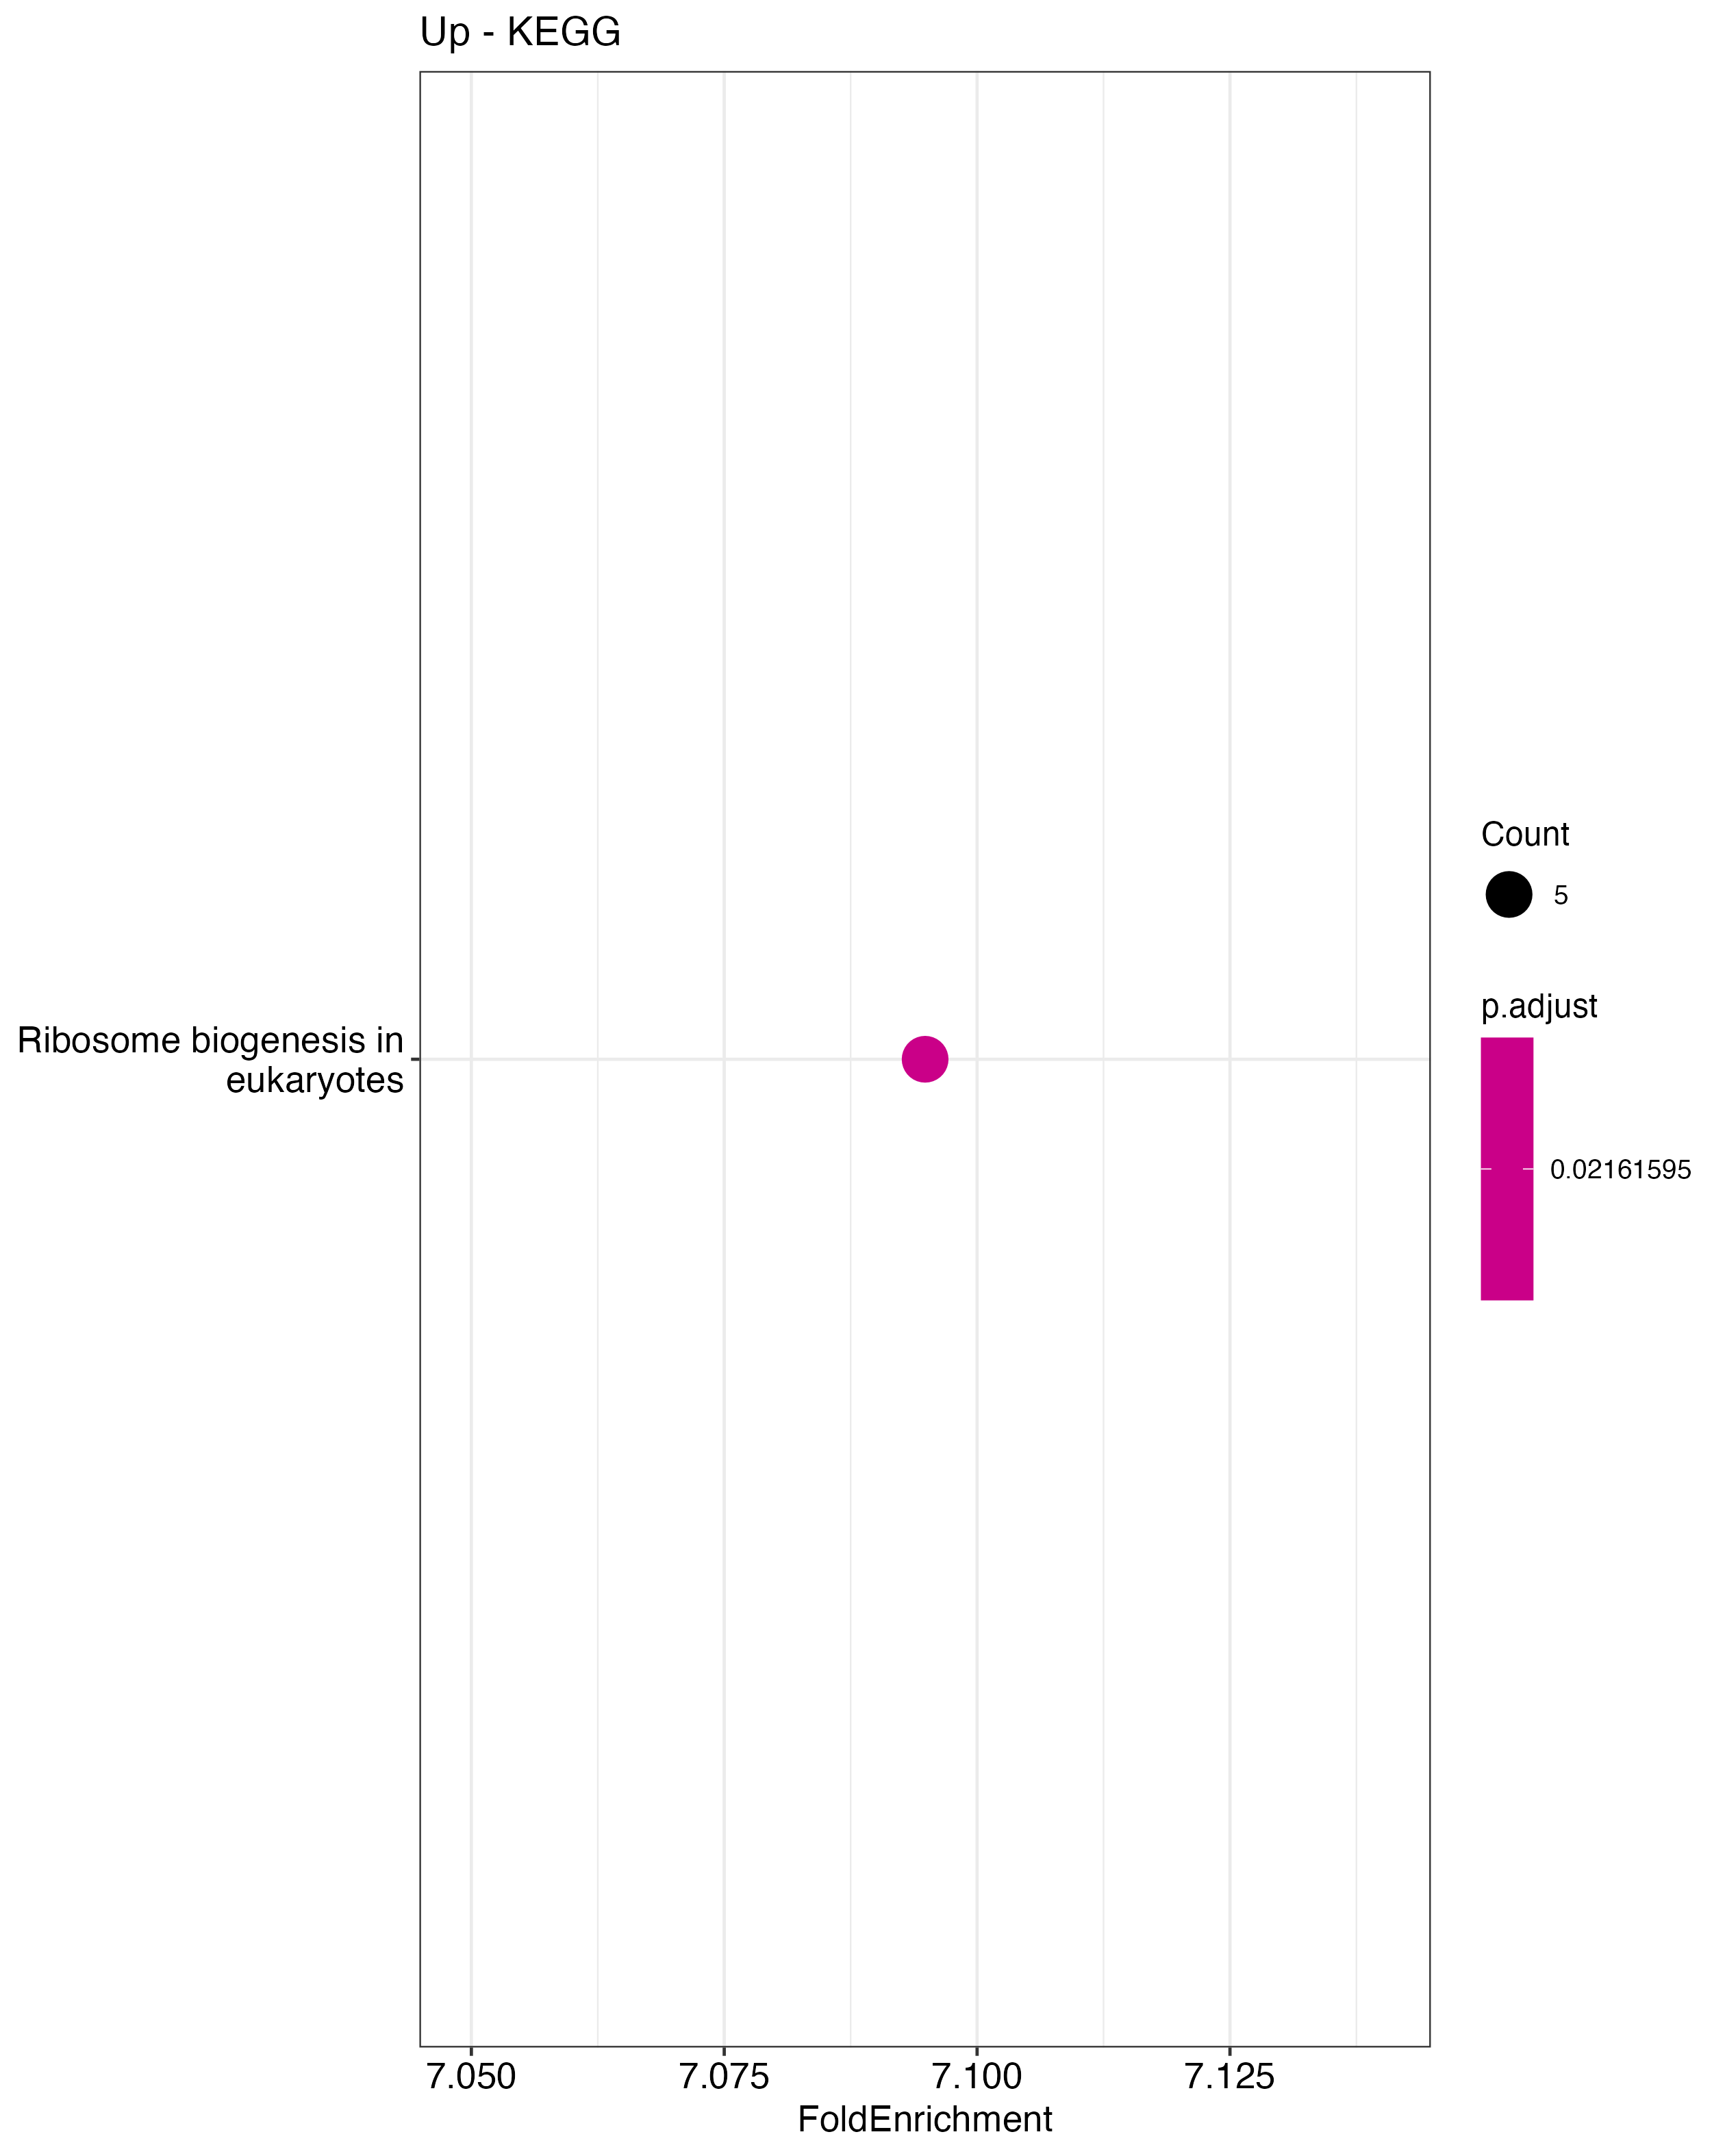 Up - KEGG
Ribosome biogenesis in
eukaryotes
7.050
7.075
7.100
7.125
FoldEnrichment
Count
5
p.adjust
0.02161595